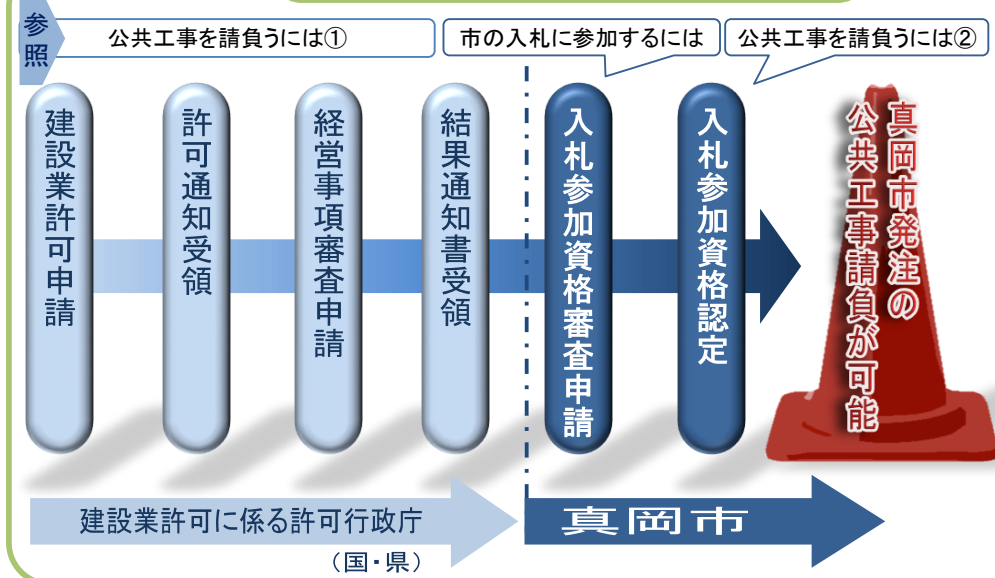 参照
公共工事を請負うには①
市の入札に参加するには
公共工事を請負うには②
建設業許可申請
許可通知受領
経営事項審査申請
結果通知書受領
入札参加資格審査申請
入札参加資格認定
真岡市発注の
公共工事請負が可能
建設業許可に係る許可行政庁
（国・県）
真岡市